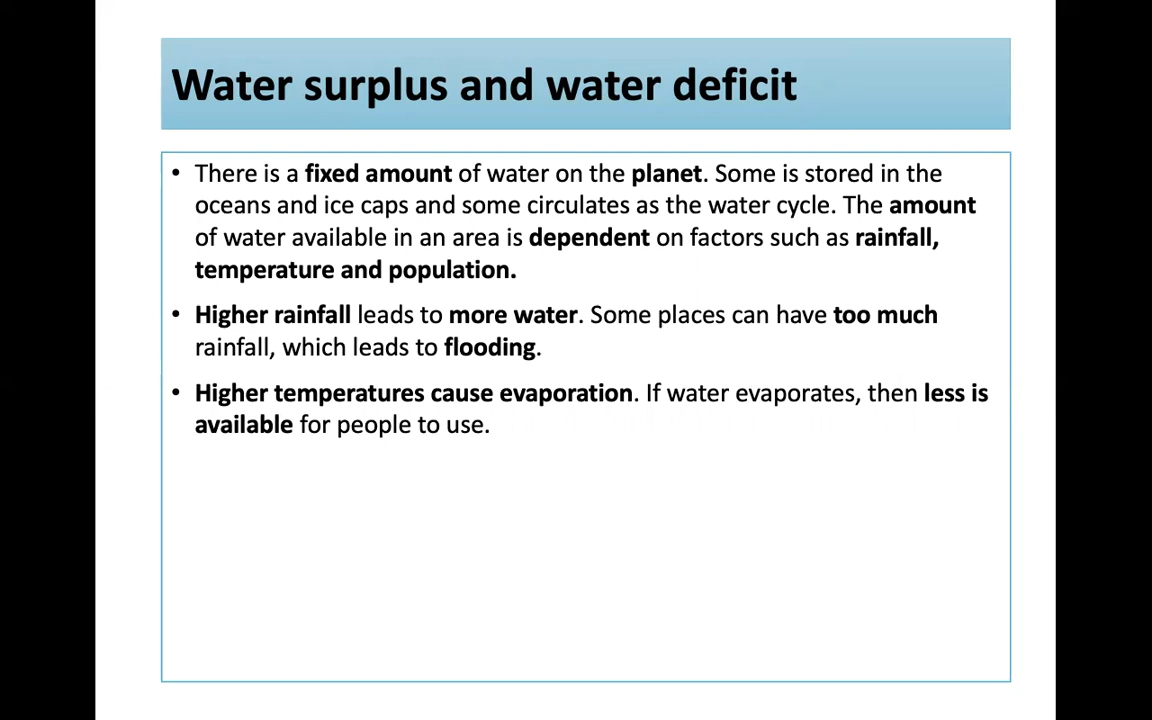 Water surplus and water deficit
• There is a fixed amount of water on the planet. Some is stored in the
oceans and ice caps and some circulates as the water cycle. The amount
of water available in an area is dependent on factors such as rainfall,
temperature and population.
• Higher rainfall leads to more water. Some places can have too much
rainfall, which leads to flooding.
• Higher temperatures cause evaporation. If water evaporates, then less is
available for people to use.